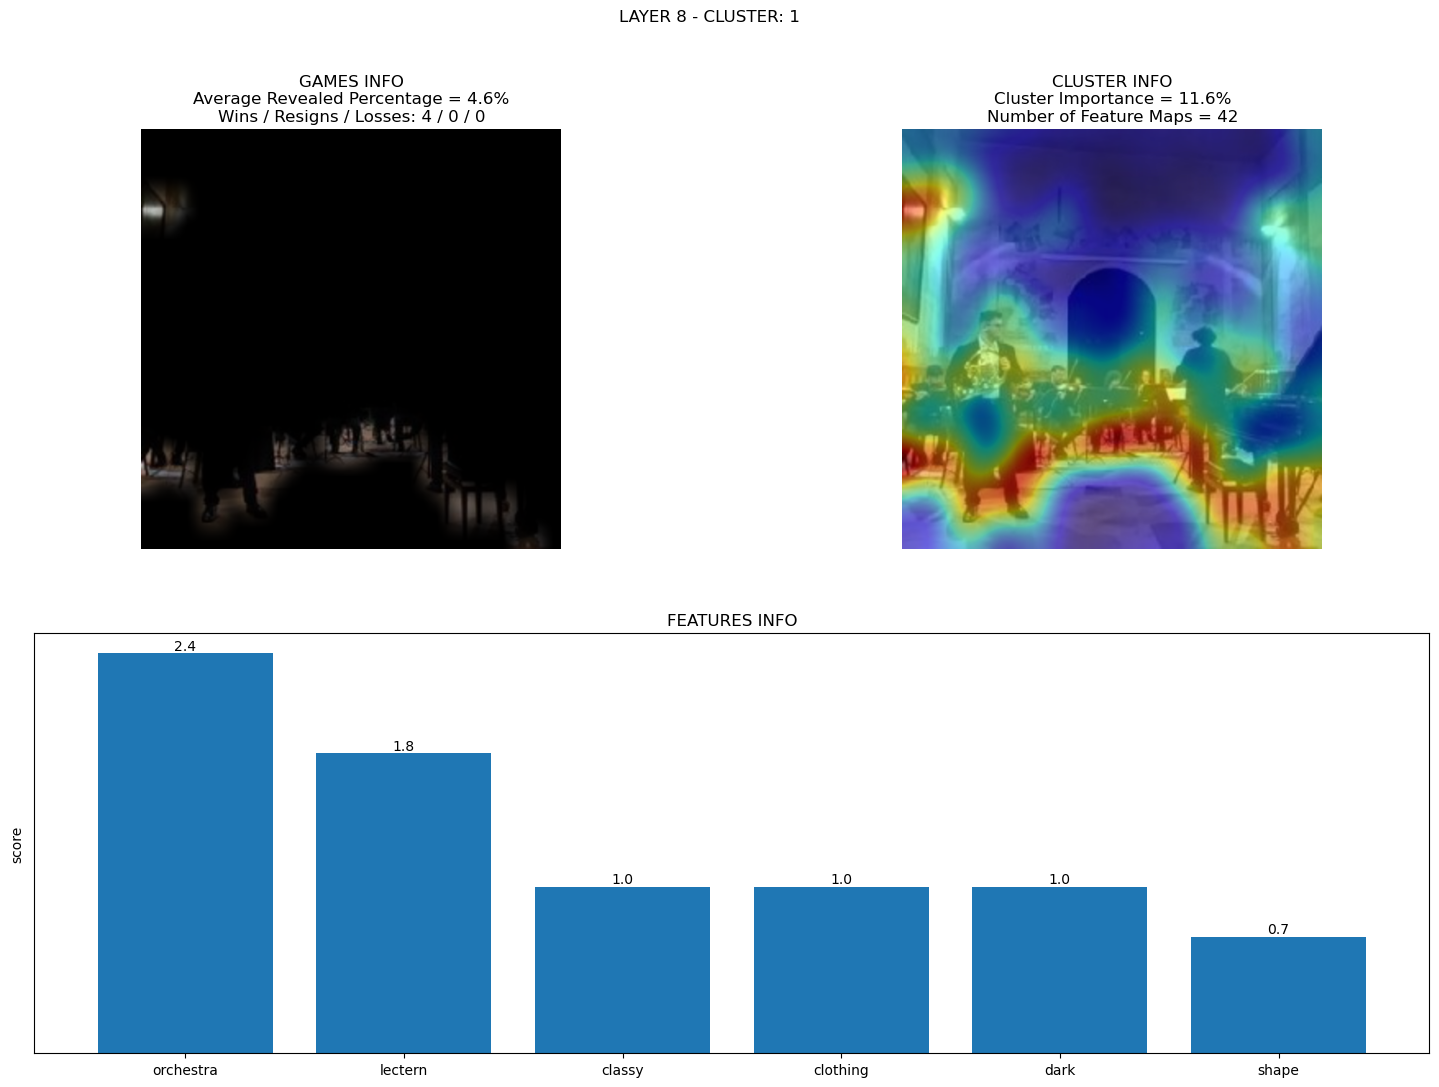 LAYER 8 - CLUSTER: 1
GAMES INFO
Average Revealed Percentage = 4.6%
Wins / Resigns / Losses: 4 / 0 / 0
CLUSTER INFO
Cluster Importance = 11.6%
Number of Feature Maps = 42
FEATURES INFO
score
2.4
1.8
1.0
1.0
1.0
0.7
orchestra
lectern
classy
clothing
dark
shape